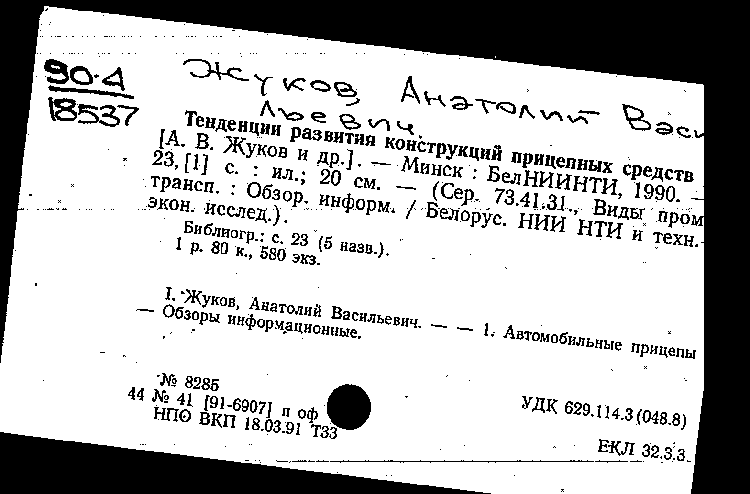 90-4
18537
Жуков, Анатолий Васи
льевич.
Тенденции развития конструкций прицепных средств
[А. В. Жуков и др.]. — Минск : БелНИИНТИ, 1990. —
23, [1] с. : ил.; 20 см. — (Сер. 73.41.31., Виды пром
трансп. : Обзор. информ. / Белорус. НИИ НТИ и техн.-
экон. исслед.).
Библиогр.: с. 23 (5 назв.).
1 р. 80 к., 580 экз.
I. Жуков, Анатолий Васильевич. — — 1. Автомобильные прицепы
— Обзоры информационные.
№ 8285
44 № 41 [91-6907] п оф
НПО ВКП 18.03.91 Т33
УДК 629.114.3(048.8)
ЕКЛ 32.3.3.